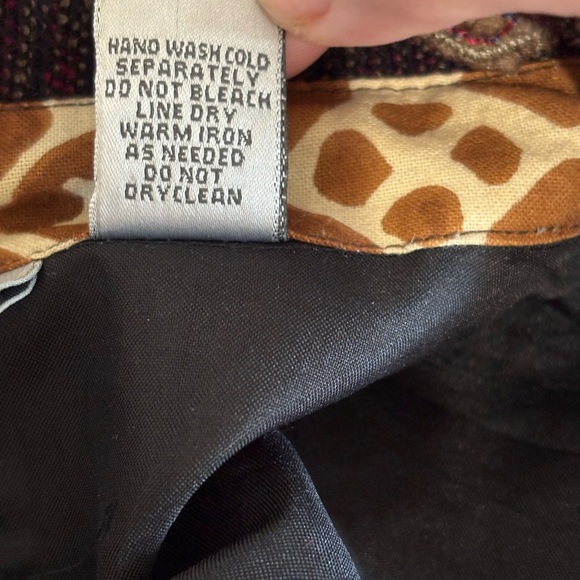 HAND WASH COLD
SEPARATELY
DO NOT BLEACH
LINE DRY
WARM IRON
AS NEEDED
DO NOT
DRYCLEAN